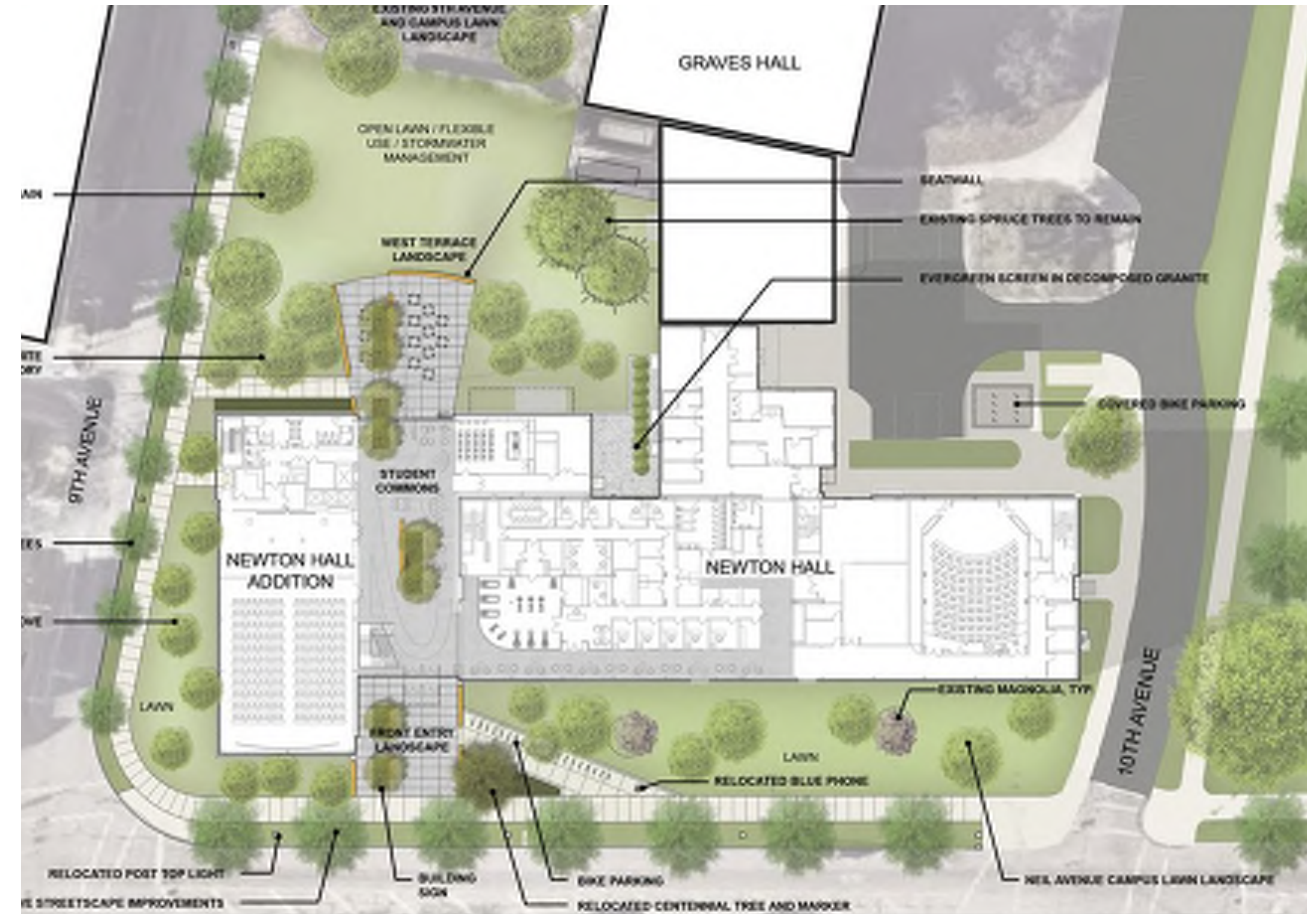 EXISTING 9TH AVENUE
AND CAMPUS LAWN
LANDSCAPE
GRAVES HALL
OPEN LAWN / FLEXIBLE
USE / STORMWATER
MANAGEMENT
SEATWALL
EXISTING SPRUCE TREES TO REMAIN
WEST TERRACE
LANDSCAPE
EVERGREEN SCREEN IN DECOMPOSED GRANITE
COVERED BIKE PARKING
9TH AVENUE
STUDENT
COMMONS
NEWTON HALL
ADDITION
NEWTON HALL
EXISTING MAGNOLIA, TYP
10TH AVENUE
LAWN
FRONT ENTRY
LANDSCAPE
LAWN
RELOCATED BLUE PHONE
RELOCATED POST TOP LIGHT
BUILDING
SIGN
BIKE PARKING
NEIL AVENUE CAMPUS LAWN LANDSCAPE
STREETSCAPE IMPROVEMENTS
RELOCATED CENTENNIAL TREE AND MARKER